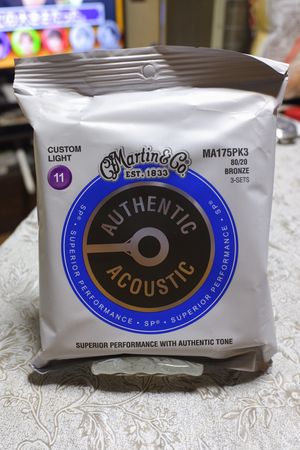 CUSTOM
LIGHT
11
Martin & Co.
EST. 1833
MA175PK3
80/20
BRONZE
3-SETS
AUTHENTIC
ACOUSTIC
SP® · SUPERIOR PERFORMANCE · SP® · SUPERIOR PERFORMANCE ·
SUPERIOR PERFORMANCE WITH AUTHENTIC TONE